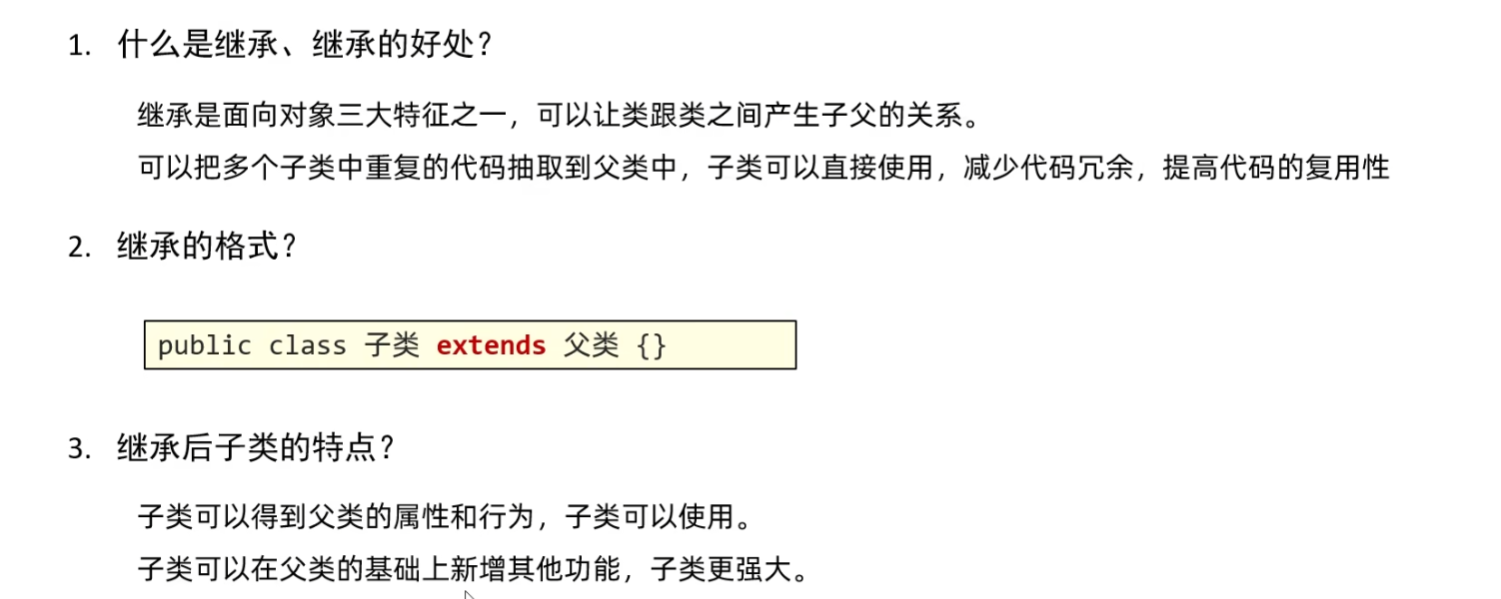 1. 什么是继承、继承的好处？
继承是面向对象三大特征之一，可以让类跟类之间产生子父的关系。
可以把多个子类中重复的代码抽取到父类中，子类可以直接使用，减少代码冗余，提高代码的复用性
2. 继承的格式？
public class 子类 extends 父类 {}
3. 继承后子类的特点？
子类可以得到父类的属性和行为，子类可以使用。
子类可以在父类的基础上新增其他功能，子类更强大。